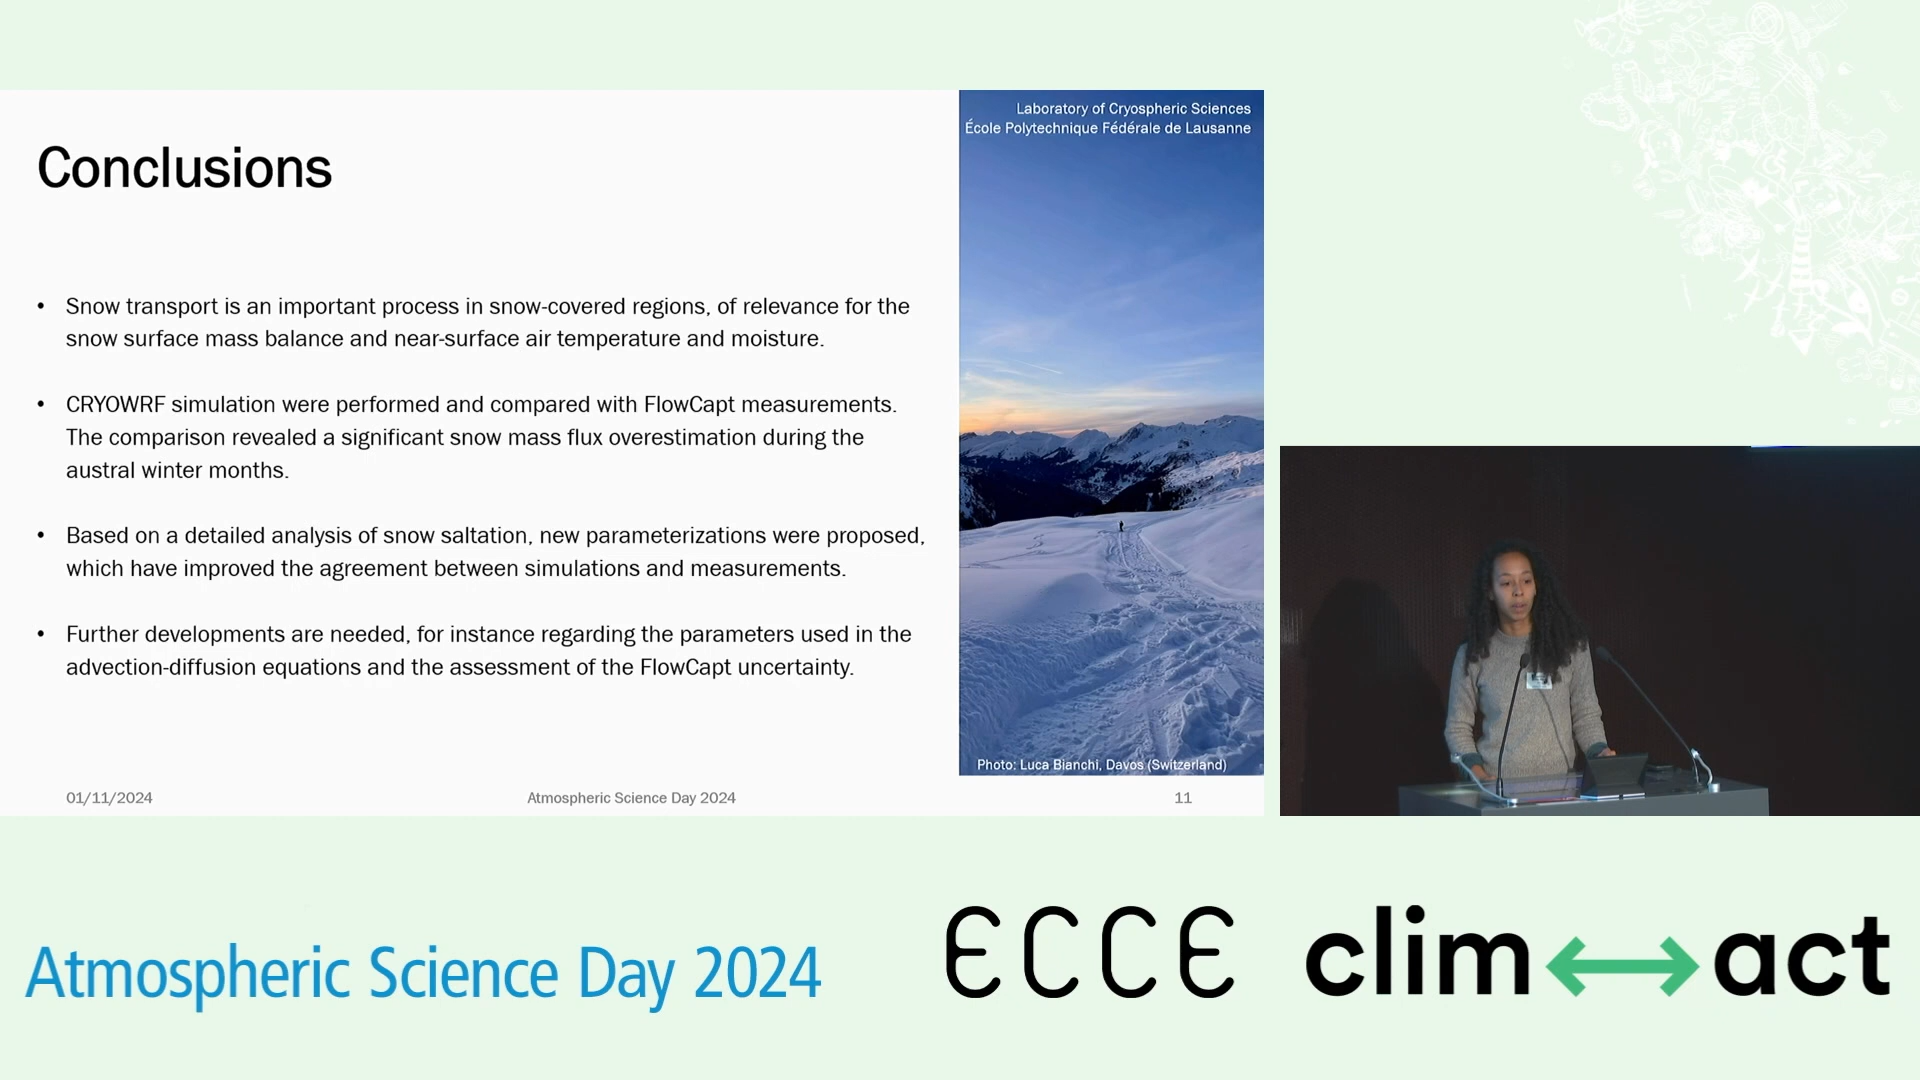 Laboratory of Cryospheric Sciences
École Polytechnique Fédérale de Lausanne
Conclusions
• Snow transport is an important process in snow-covered regions, of relevance for the
snow surface mass balance and near-surface air temperature and moisture.
• CRYOWRF simulation were performed and compared with FlowCapt measurements.
The comparison revealed a significant snow mass flux overestimation during the
austral winter months.
• Based on a detailed analysis of snow saltation, new parameterizations were proposed,
which have improved the agreement between simulations and measurements.
• Further developments are needed, for instance regarding the parameters used in the
advection-diffusion equations and the assessment of the FlowCapt uncertainty.
Photo: Luca Bianchi, Davos (Switzerland)
01/11/2024
Atmospheric Science Day 2024
11
Atmospheric Science Day 2024
ECCE
clim act